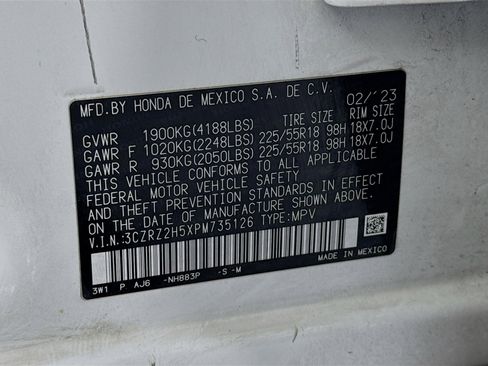 MFD.BY HONDA DE MEXICO S.A. DE C.V. 02/'23
GVWR 1900KG(4188LBS) TIRE SIZE RIM SIZE
GAWR F 1020KG(2248LBS) 225/55R18 98H 18X7.0J
GAWR R 930KG(2050LBS) 225/55R18 98H 18X7.0J
THIS VEHICLE CONFORMS TO ALL APPLICABLE
FEDERAL MOTOR VEHICLE SAFETY
AND THEFT PREVENTION STANDARDS IN EFFECT
ON THE DATE OF MANUFACTURE SHOWN ABOVE.
V.I.N.:3CZRZ2H5XPM735126 TYPE:MPV
3W1 P AJ6 -NH883P -S -M MADE IN MEXICO